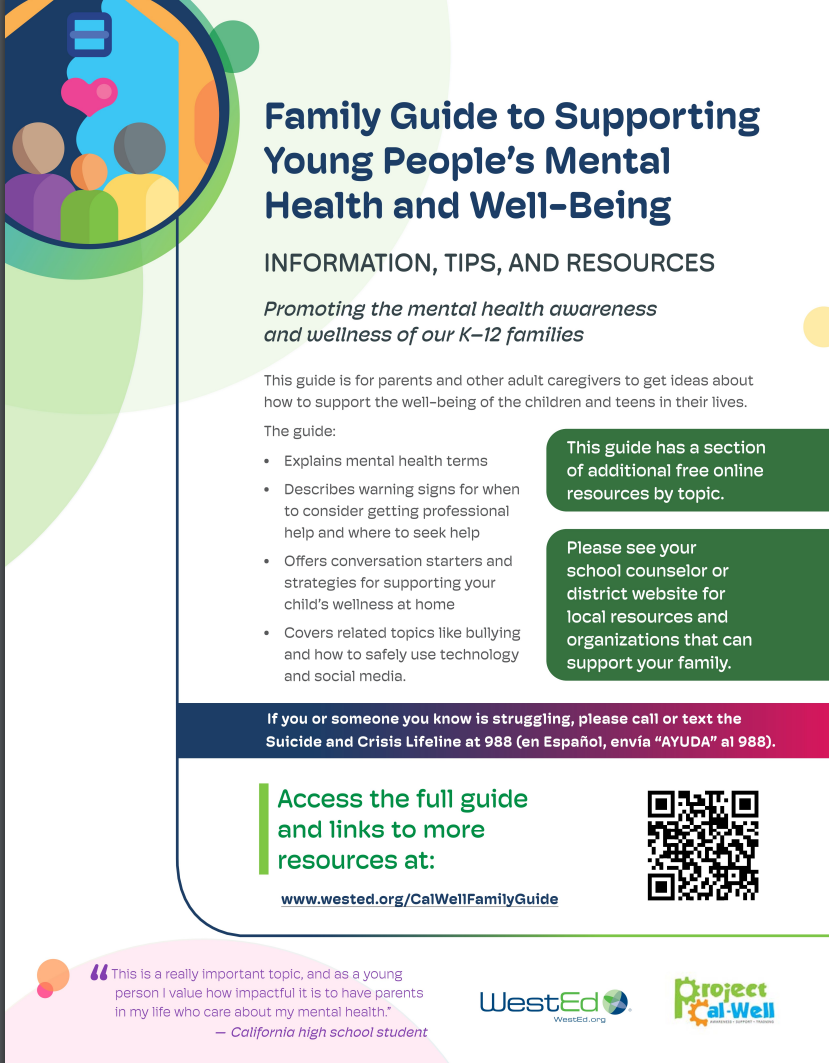 Family Guide to Supporting
Young People's Mental
Health and Well-Being
INFORMATION, TIPS, AND RESOURCES
Promoting the mental health awareness
and wellness of our K–12 families
This guide is for parents and other adult caregivers to get ideas about
how to support the well-being of the children and teens in their lives.
The guide:
• Explains mental health terms
• Describes warning signs for when
to consider getting professional
help and where to seek help
• Offers conversation starters and
strategies for supporting your
child's wellness at home
• Covers related topics like bullying
and how to safely use technology
and social media.
This guide has a section
of additional free online
resources by topic.
Please see your
school counselor or
district website for
local resources and
organizations that can
support your family.
If you or someone you know is struggling, please call or text the
Suicide and Crisis Lifeline at 988 (en Español, envía “AYUDA” al 988).
Access the full guide
and links to more
resources at:
www.wested.org/CalWellFamilyGuide
“This is a really important topic, and as a young
person I value how impactful it is to have parents
in my life who care about my mental health.”
— California high school student
WestEd
WestEd.org
Project
Cal-Well
AWARENESS • SUPPORT • TRAINING